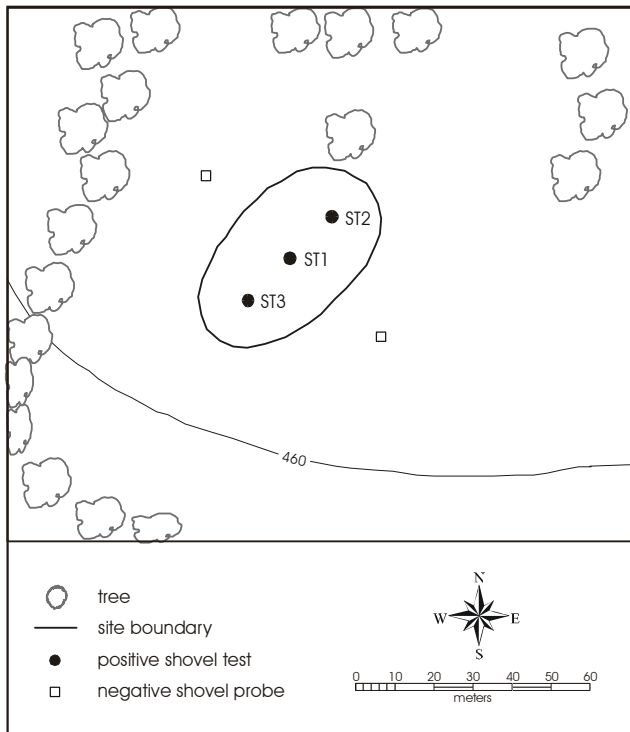 ST2
ST1
ST3
460
tree
site boundary
positive shovel test
negative shovel probe
N
W E
S
0 10 20 30 40 50 60
meters